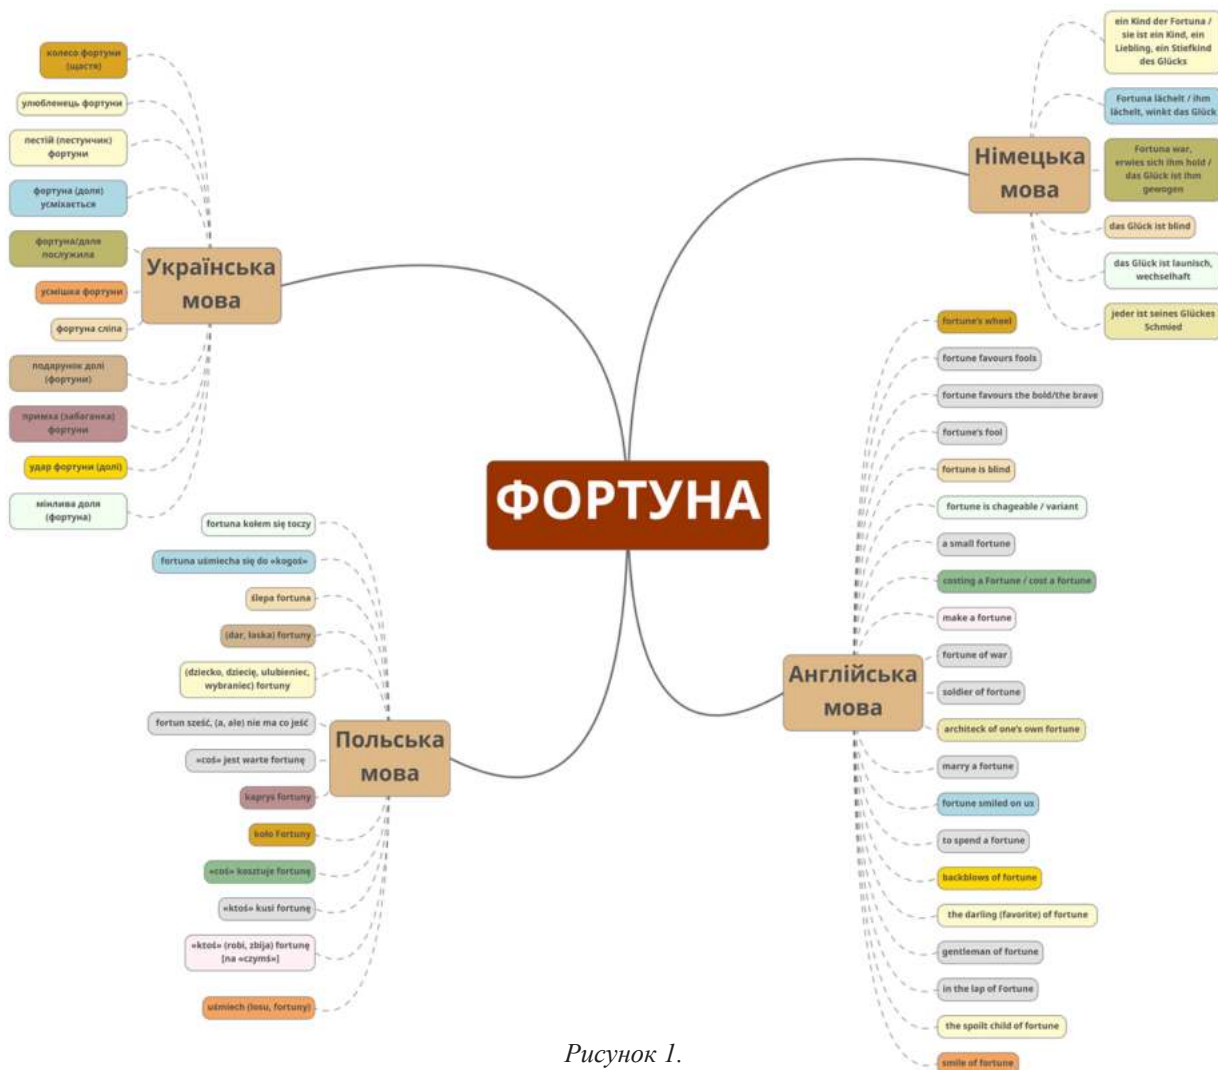 колесо фортуни
(щастя)
улюбленець фортуни
пестій (пестунчик)
фортуни
фортуна (доля)
усміхається
фортуна/доля
послужила
усмішка фортуни
фортуна сліпа
подарунок долі
(фортуни)
примха (забаганка)
фортуни
удар фортуни (долі)
мінлива доля
(фортуна)
Українська
мова
ein Kind der Fortuna /
sie ist ein Kind, ein
Liebling, ein Stiefkind
des Glücks
Fortuna lächelt / ihm
lächelt, winkt das Glück
Fortuna war,
erwies sich ihm hold /
das Glück ist ihm
gewogen
das Glück ist blind
das Glück ist launisch,
wechselhaft
jeder ist seines Glückes
Schmied
Німецька
мова
ФОРТУНА
fortuna kołem się toczy
fortuna uśmiecha się do «kogoś»
ślepa fortuna
(dar, łaska) fortuny
(dziecko, dziecię, ulubieniec,
wybraniec) fortuny
fortun sześć, (a, ale) nie ma co jeść
«coś» jest warte fortunę
kaprys fortuny
koło Fortuny
«coś» kosztuje fortunę
«ktoś» kusi fortunę
«ktoś» (robi, zbija) fortunę
[na «czymś»]
uśmiech (losu, fortuny)
Польська
мова
fortune's wheel
fortune favours fools
fortune favours the bold/the brave
fortune's fool
fortune is blind
fortune is chageable / variant
a small fortune
costing a Fortune / cost a fortune
make a fortune
fortune of war
soldier of fortune
architeck of one's own fortune
marry a fortune
fortune smiled on us
to spend a fortune
backblows of fortune
the darling (favorite) of fortune
gentleman of fortune
in the lap of Fortune
the spoilt child of fortune
smile of fortune
Англійська
мова
Рисунок 1.